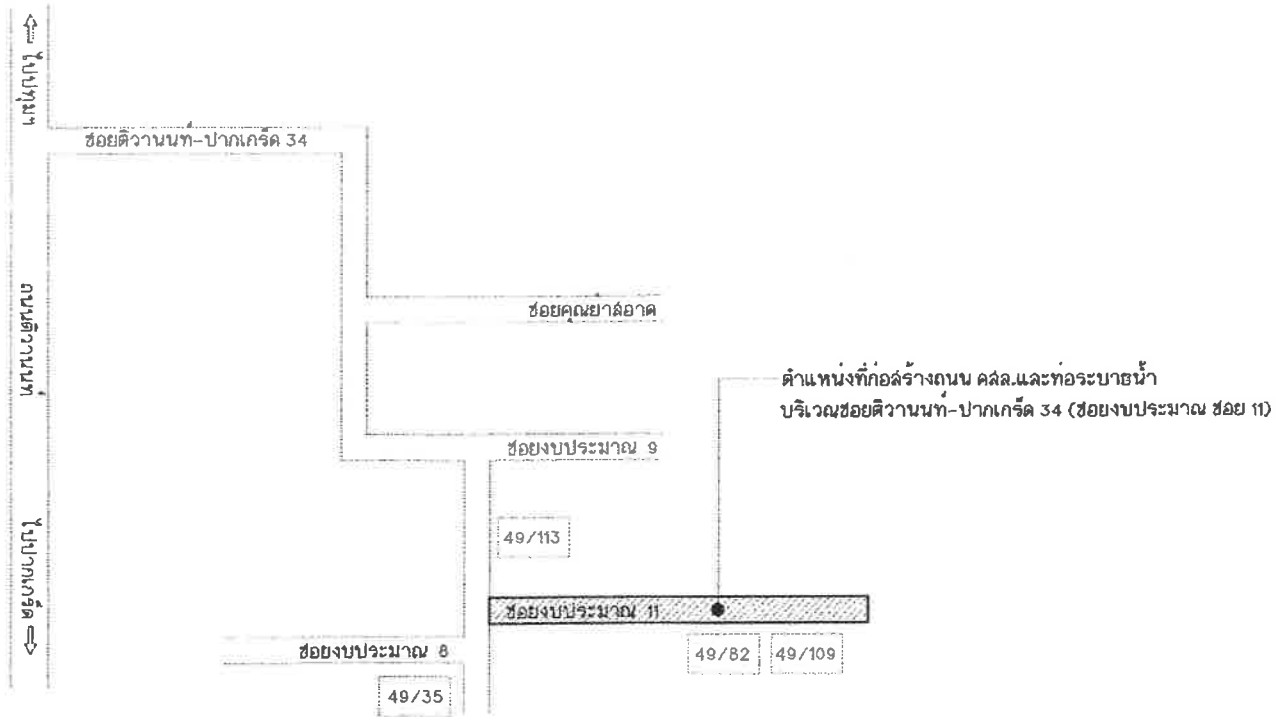 ไปปทุมฯ
ซอยติวานนท์-ปากเกร็ด 34
ถนนติวานนท์
ซอยคุณยาสอาด
ตำแหน่งที่ก่อสร้างถนน คสล.และท่อระบายน้ำ
บริเวณซอยติวานนท์-ปากเกร็ด 34 (ซอยงบประมาณ ซอย 11)
ซอยงบประมาณ 9
49/113
ไปปากเกร็ด
ซอยงบประมาณ 11
ซอยงบประมาณ 8
49/82
49/109
49/35